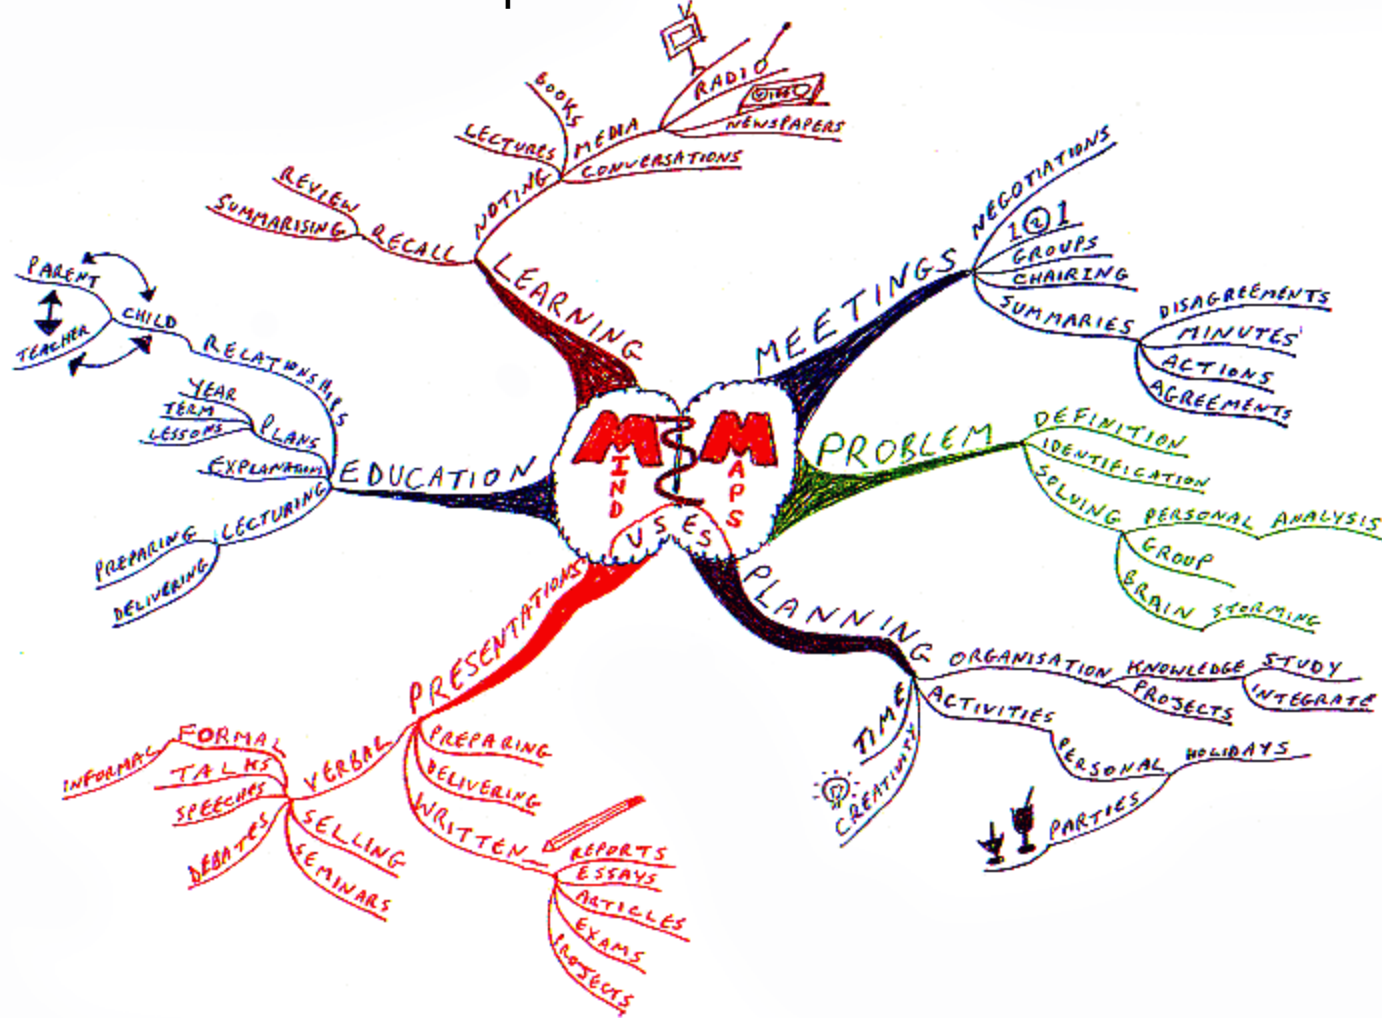 MIND
MAPS
USES
LEARNING
NOTING
BOOKS
LECTURES
MEDIA
RADIO
NEWSPAPERS
CONVERSATIONS
RECALL
REVIEW
SUMMARISING
MEETINGS
NEGOTIATIONS
1 2 1
GROUPS
CHAIRING
SUMMARIES
DISAGREEMENTS
MINUTES
ACTIONS
AGREEMENTS
PROBLEM
DEFINITION
IDENTIFICATION
SOLVING
PERSONAL ANALYSIS
GROUP
BRAIN STORMING
PLANNING
ORGANISATION
KNOWLEDGE
STUDY
INTEGRATE
PROJECTS
ACTIVITIES
PERSONAL
HOLIDAYS
PARTIES
TIME
CREATIVITY
PRESENTATIONS
PREPARING
DELIVERING
WRITTEN
REPORTS
ESSAYS
ARTICLES
EXAMS
PROJECTS
VERBAL
FORMAL
INFORMAL
TALKS
SPEECHES
DEBATES
SELLING
SEMINARS
EDUCATION
RELATIONSHIPS
CHILD
PARENT
TEACHER
PLANS
YEAR
TERM
LESSONS
EXPLANATIONS
LECTURING
PREPARING
DELIVERING